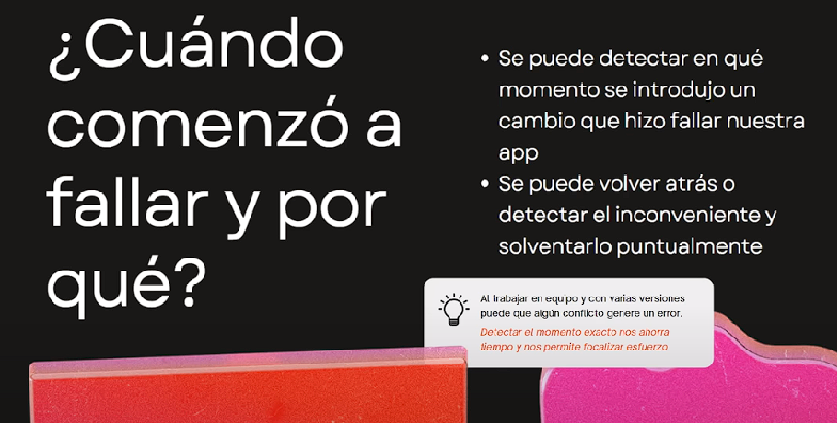 ¿Cuándo
comenzó a
fallar y por
qué?
• Se puede detectar en qué
momento se introdujo un
cambio que hizo fallar nuestra
app
• Se puede volver atrás o
detectar el inconveniente y
solventarlo puntualmente
Al trabajar en equipo y con varias versiones
puede que algún conflicto genere un error.
Detectar el momento exacto nos ahorra
tiempo y nos permite focalizar esfuerzo